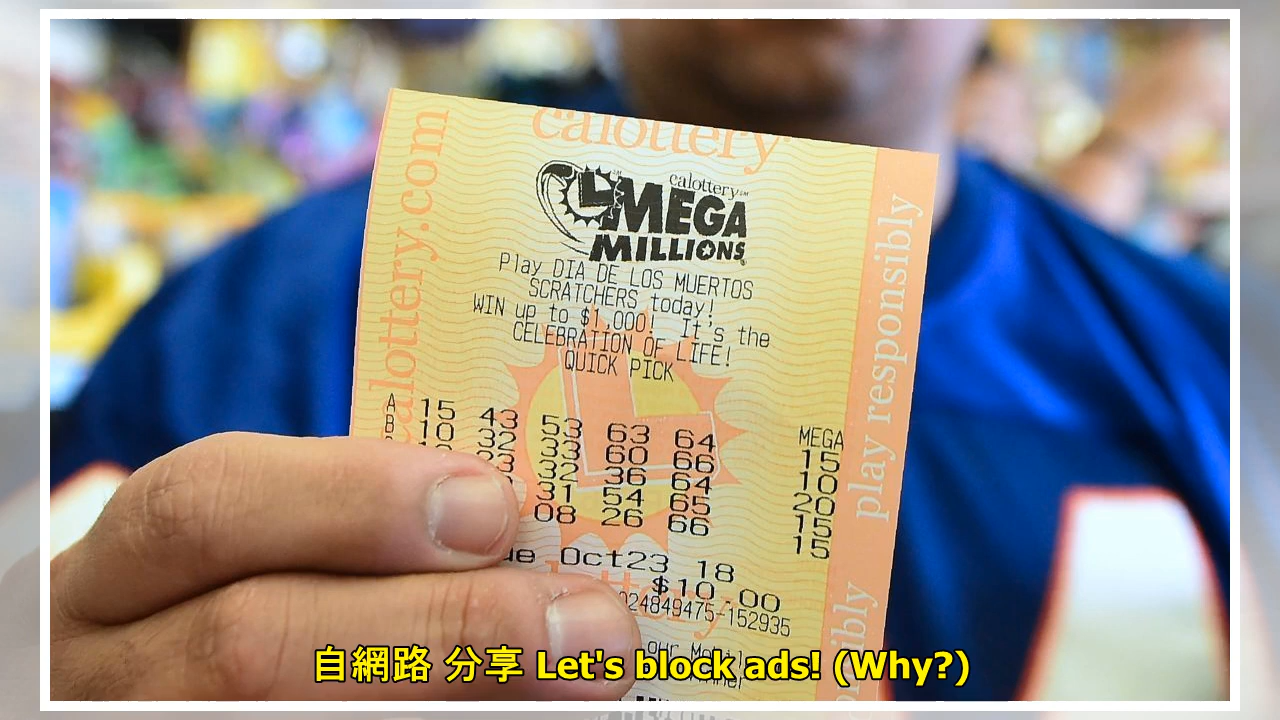 calottery
calottery.com
calottery
MEGA
MILLIONS
Play DIA DE LOS MUERTOS
SCRATCHERS today!
WIN up to $1,000! It's the
CELEBRATION OF LIFE!
QUICK PICK
MEGA
A 15 43 53 63 64 15
B 10 32 33 60 66 10
32 36 64 20
31 54 65 15
08 26 66 15
Oct23 18
$10.00
024849475-152935
play responsibly
自網路 分享 Let's block ads! (Why?)